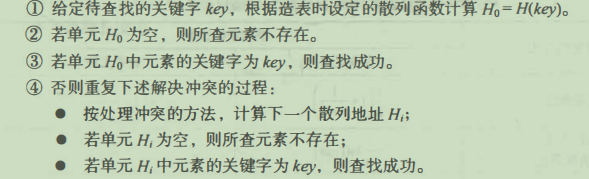 ① 给定待查找的关键字 key，根据造表时设定的散列函数计算 H₀ = H(key)。
② 若单元 H₀ 为空，则所查元素不存在。
③ 若单元 H₀ 中元素的关键字为 key，则查找成功。
④ 否则重复下述解决冲突的过程：
● 按处理冲突的方法，计算下一个散列地址 Hᵢ；
● 若单元 Hᵢ 为空，则所查元素不存在；
● 若单元 Hᵢ 中元素的关键字为 key，则查找成功。